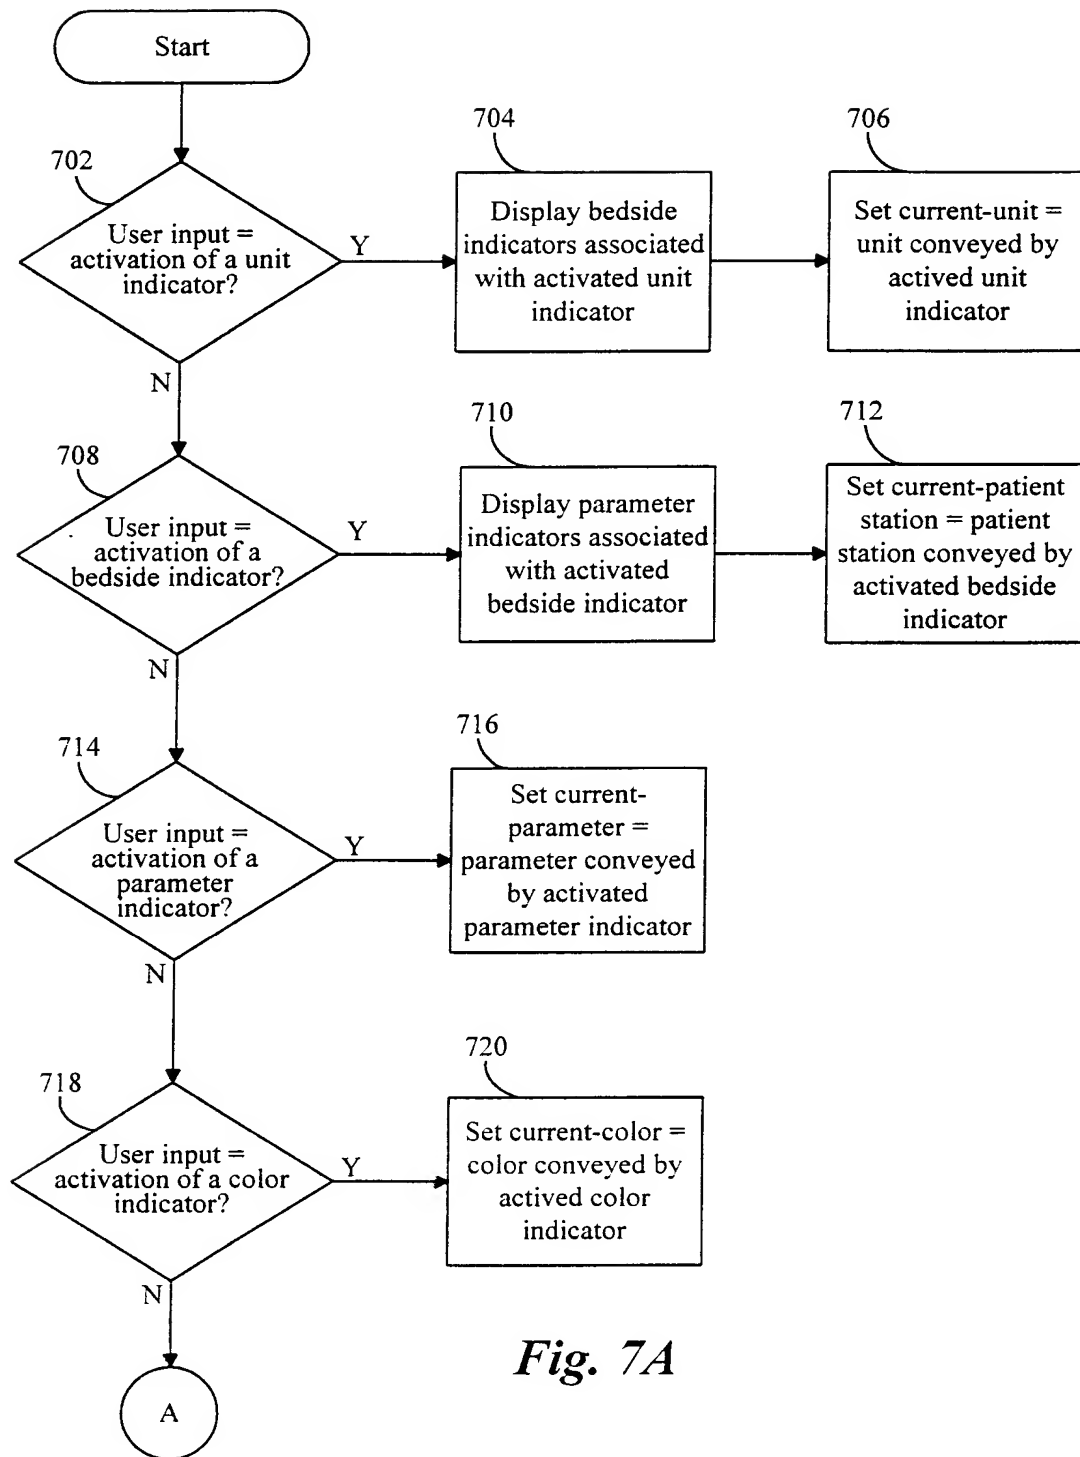 Start
702
User input =
activation of a unit
indicator?
Y
N
704
Display bedside
indicators associated
with activated unit
indicator
706
Set current-unit =
unit conveyed by
actived unit
indicator
708
User input =
activation of a
bedside indicator?
Y
N
710
Display parameter
indicators associated
with activated
bedside indicator
712
Set current-patient
station = patient
station conveyed by
activated bedside
indicator
714
User input =
activation of a
parameter
indicator?
Y
N
716
Set current-
parameter =
parameter conveyed
by activated
parameter indicator
718
User input =
activation of a color
indicator?
Y
N
720
Set current-color =
color conveyed by
actived color
indicator
A
Fig. 7A